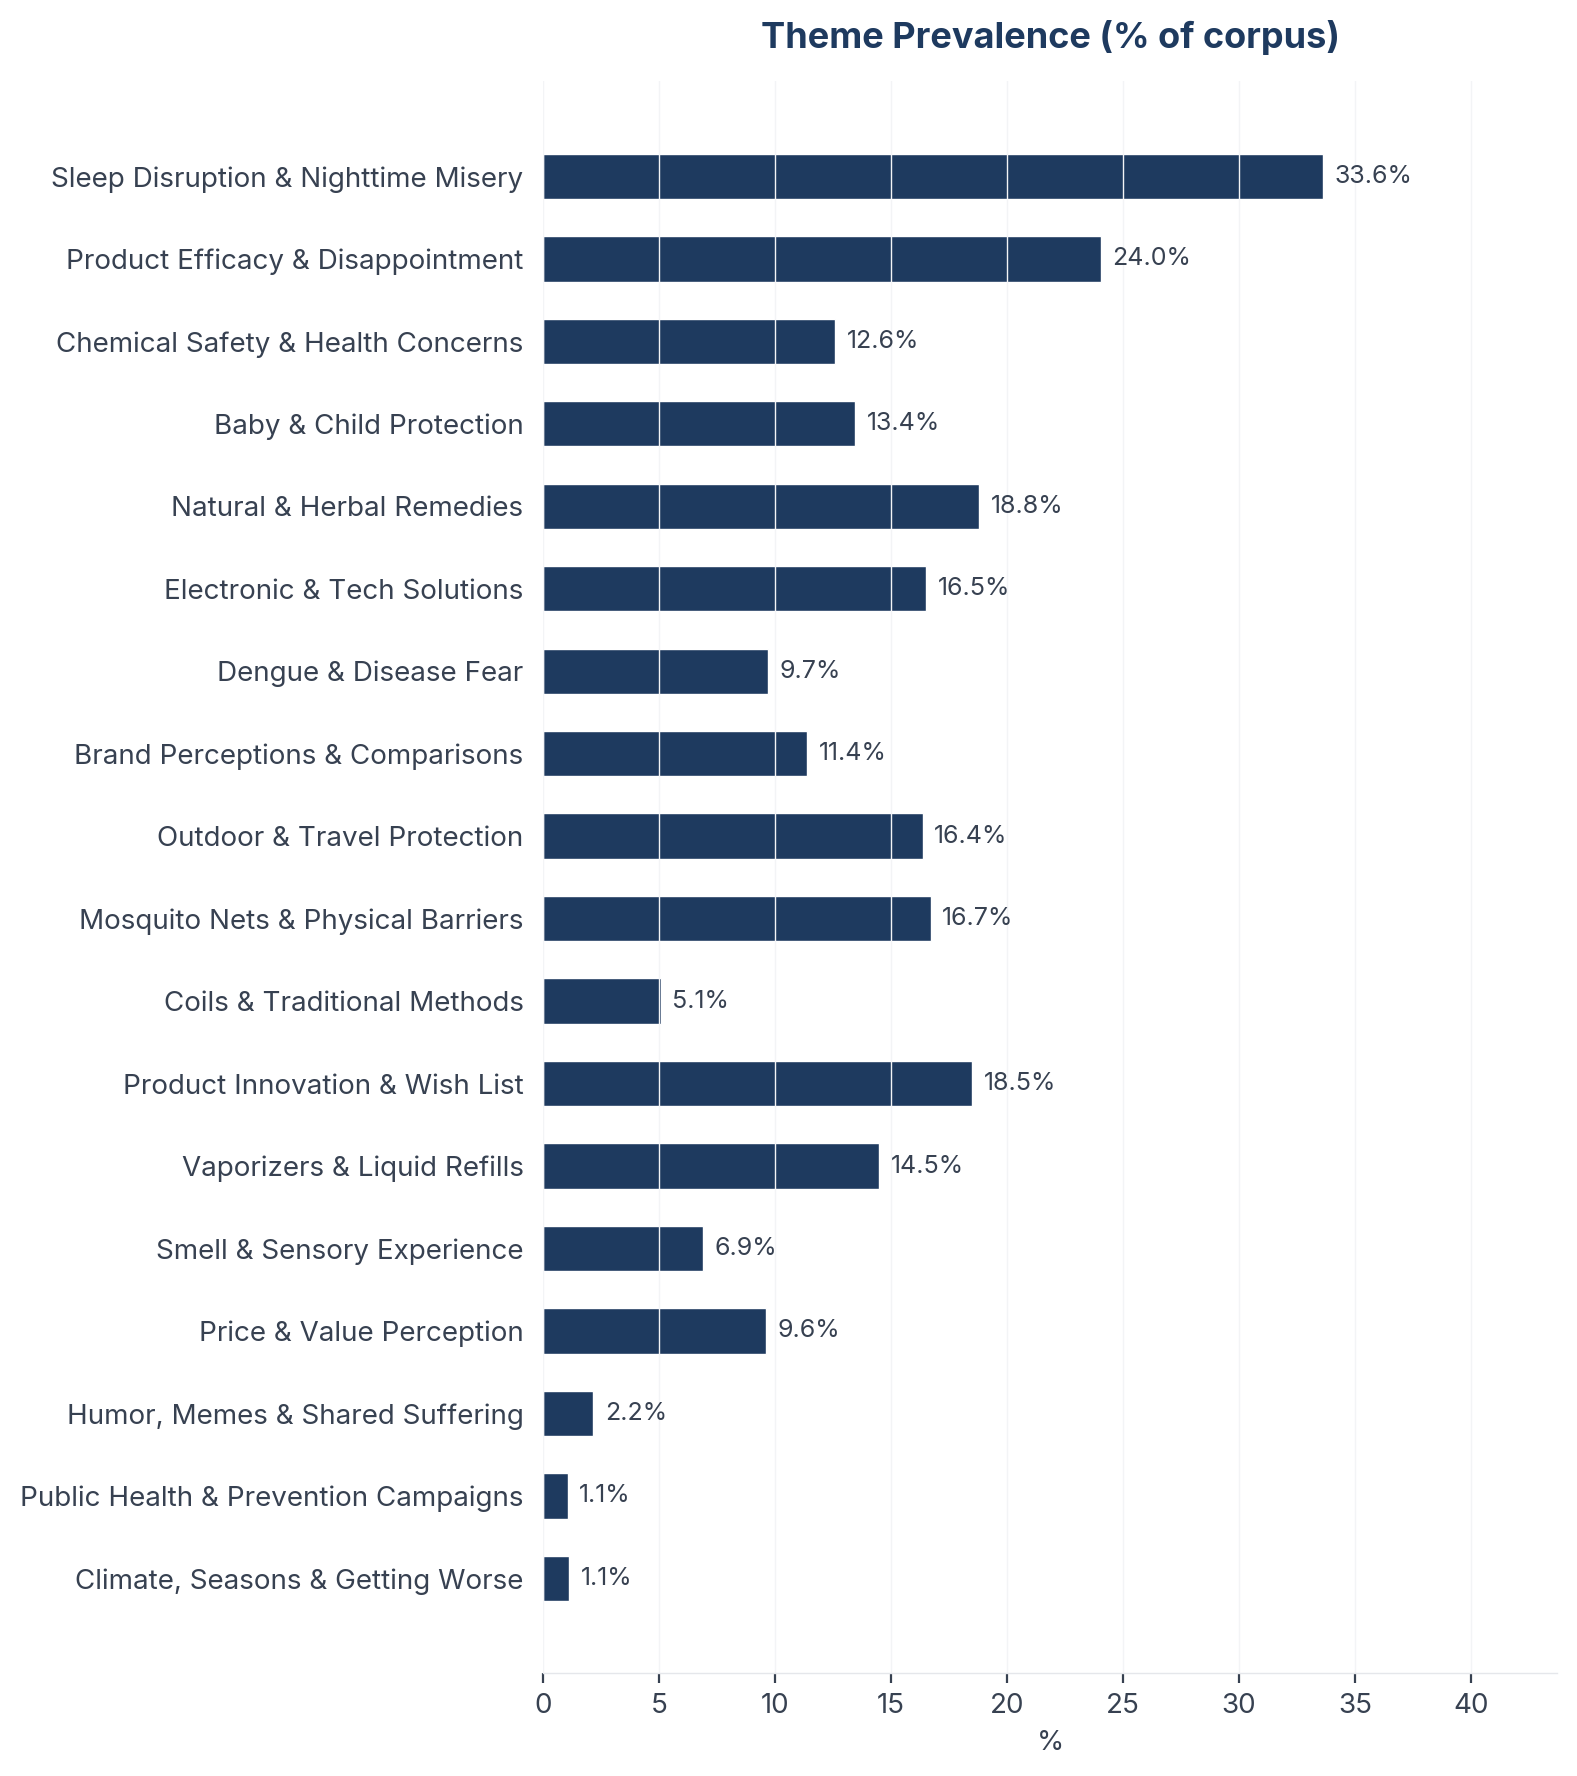 Theme Prevalence (% of corpus)
Sleep Disruption & Nighttime Misery 33.6%
Product Efficacy & Disappointment 24.0%
Chemical Safety & Health Concerns 12.6%
Baby & Child Protection 13.4%
Natural & Herbal Remedies 18.8%
Electronic & Tech Solutions 16.5%
Dengue & Disease Fear 9.7%
Brand Perceptions & Comparisons 11.4%
Outdoor & Travel Protection 16.4%
Mosquito Nets & Physical Barriers 16.7%
Coils & Traditional Methods 5.1%
Product Innovation & Wish List 18.5%
Vaporizers & Liquid Refills 14.5%
Smell & Sensory Experience 6.9%
Price & Value Perception 9.6%
Humor, Memes & Shared Suffering 2.2%
Public Health & Prevention Campaigns 1.1%
Climate, Seasons & Getting Worse 1.1%
0 5 10 15 20 25 30 35 40
%